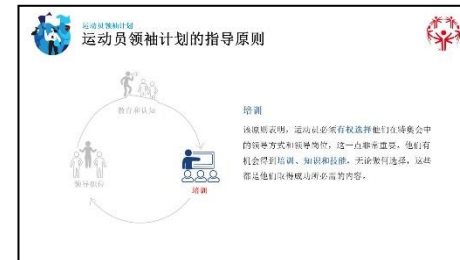 运动员领袖计划
运动员领袖计划的指导原则
教育和认知
领导职位
培训
培训
该原则表明，运动员必须有权选择他们在特奥会中
的领导方式和领导岗位，这一点非常重要。他们有
机会得到培训、知识和技能。无论做何选择，这些
都是他们取得成功所必需的内容。